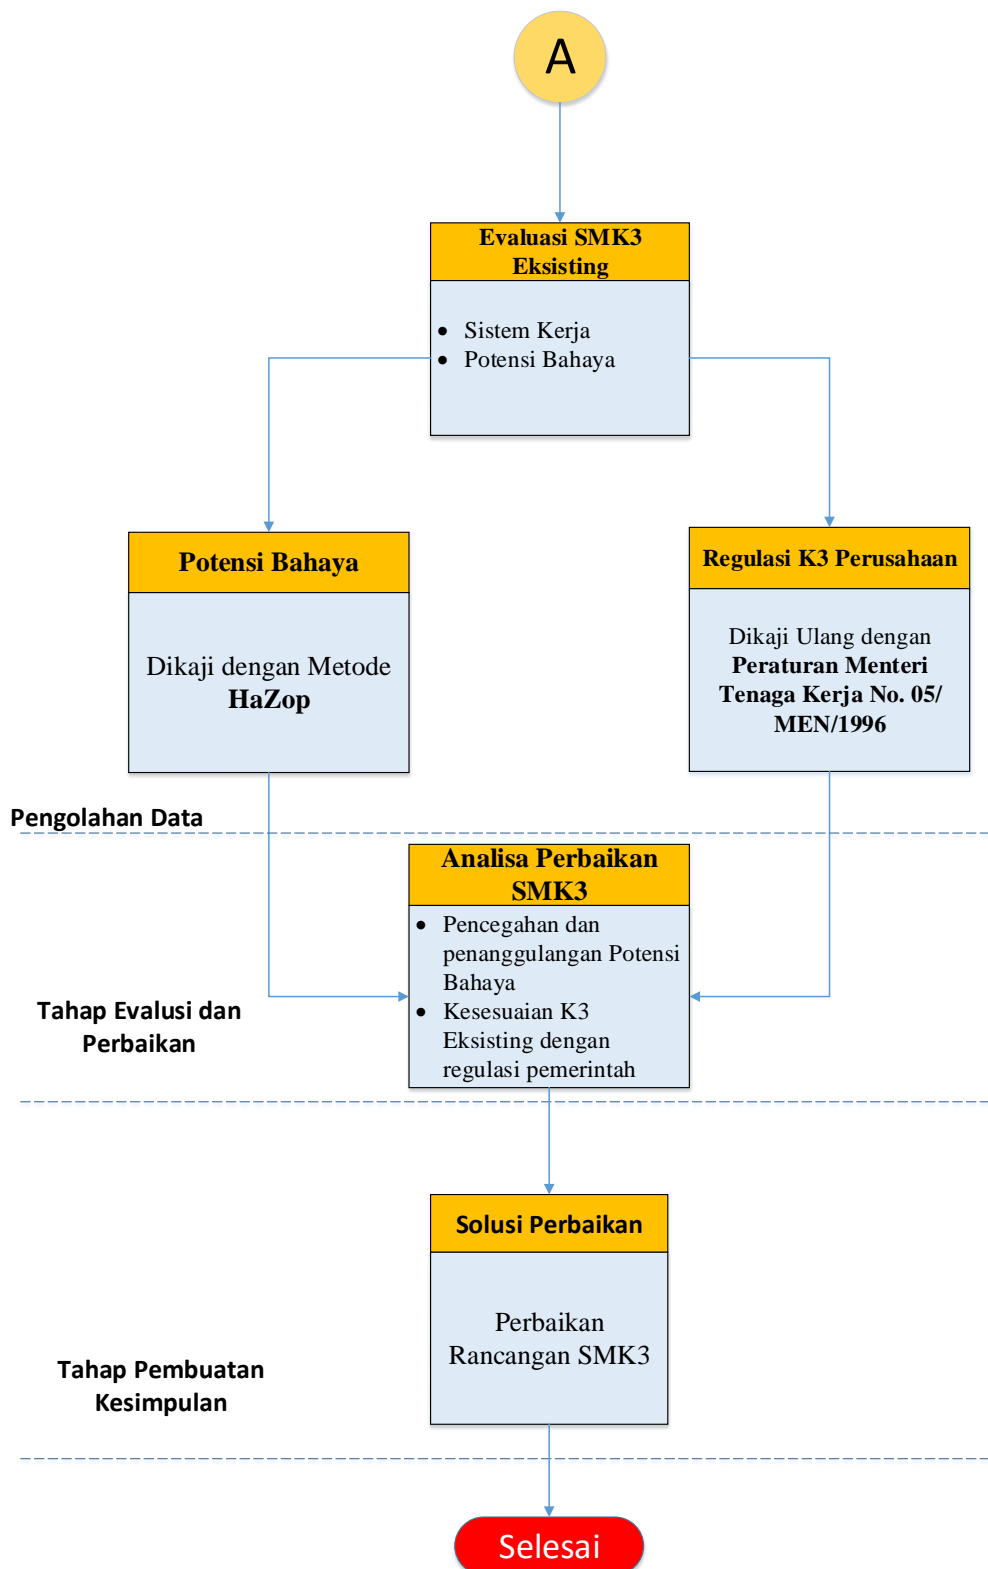 A
Evaluasi SMK3
Eksisting
• Sistem Kerja
• Potensi Bahaya
Potensi Bahaya
Dikaji dengan Metode
HaZop
Regulasi K3 Perusahaan
Dikaji Ulang dengan
Peraturan Menteri
Tenaga Kerja No. 05/
MEN/1996
Pengolahan Data
Analisa Perbaikan
SMK3
• Pencegahan dan
penanggulangan Potensi
Bahaya
• Kesesuaian K3
Eksisting dengan
regulasi pemerintah
Tahap Evalusi dan
Perbaikan
Solusi Perbaikan
Perbaikan
Rancangan SMK3
Tahap Pembuatan
Kesimpulan
Selesai